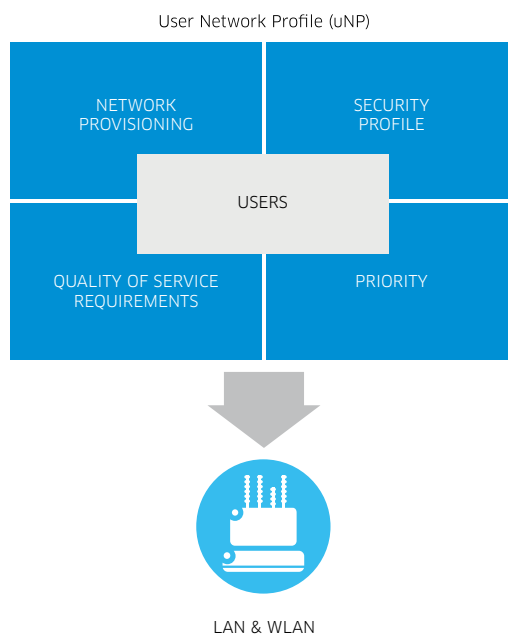 User Network Profile (uNP)
NETWORK
PROVISIONING
SECURITY
PROFILE
USERS
QUALITY OF SERVICE
REQUIREMENTS
PRIORITY
LAN & WLAN